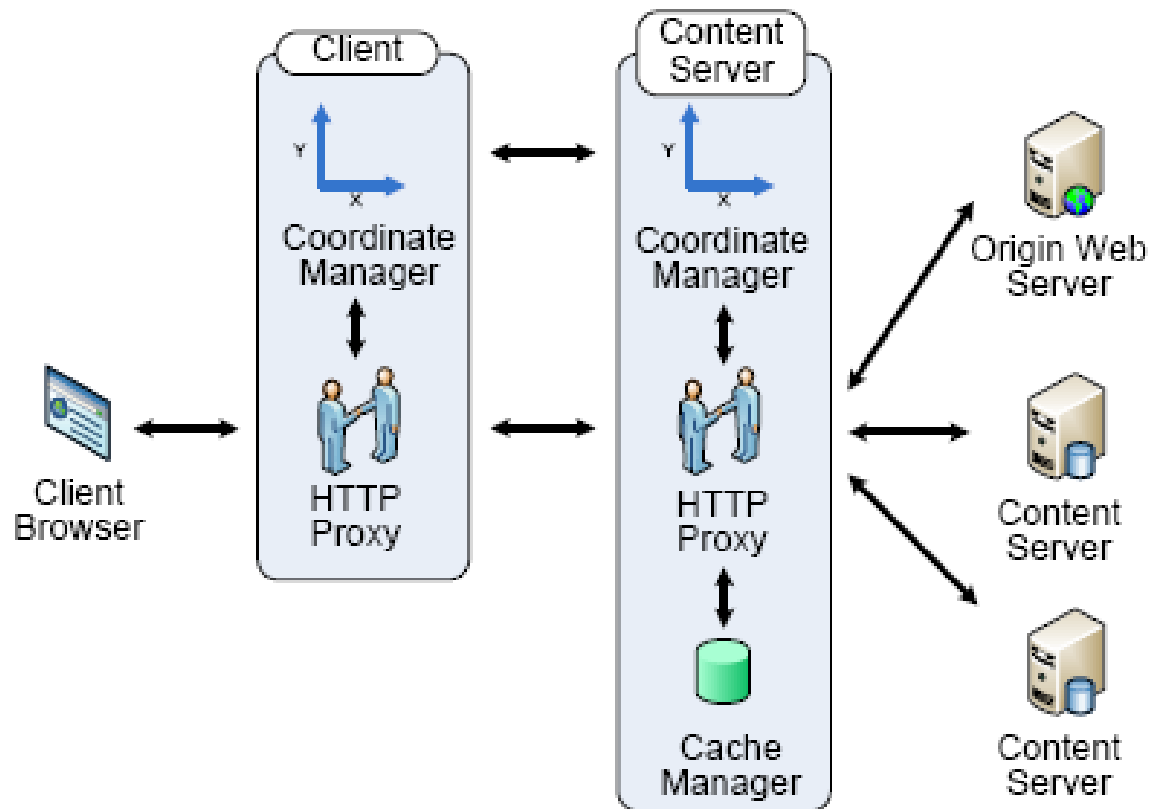 Client
Y
X
Coordinate
Manager
HTTP
Proxy
Client
Browser
Content
Server
Y
X
Coordinate
Manager
HTTP
Proxy
Cache
Manager
Origin Web
Server
Content
Server
Content
Server